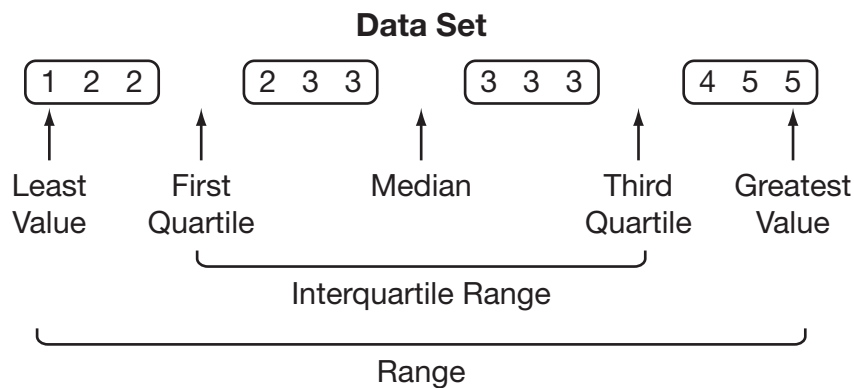 Data Set
1 2 2 2 3 3 3 3 3 4 5 5
Least Value First Quartile Median Third Quartile Greatest Value
Interquartile Range
Range